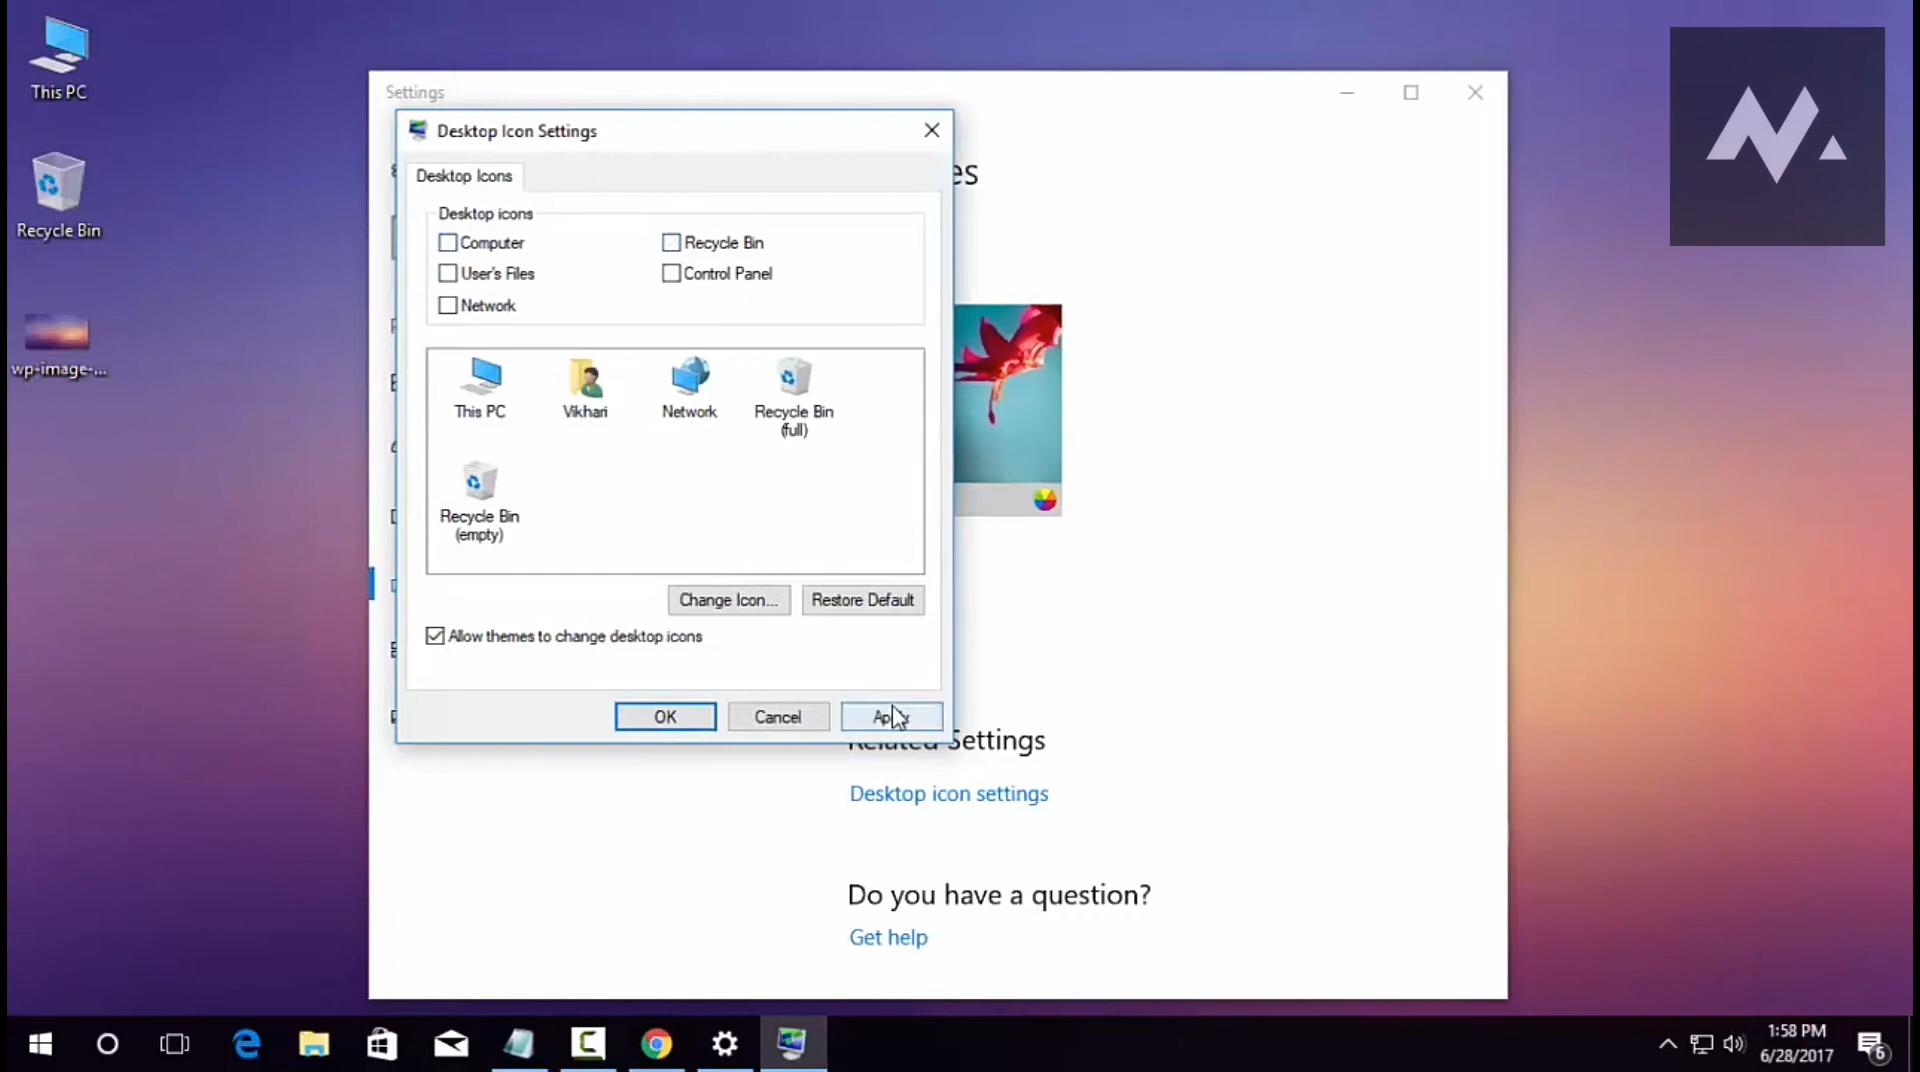 This PC
Recycle Bin
wp-image-...
Settings
Desktop Icon Settings
Desktop Icons
Desktop icons
Computer
Recycle Bin
User's Files
Control Panel
Network
This PC
Vikhari
Network
Recycle Bin
(full)
Recycle Bin
(empty)
Change Icon...
Restore Default
Allow themes to change desktop icons
OK
Cancel
es
Related Settings
Desktop icon settings
Do you have a question?
Get help
1:58 PM
6/28/2017
6